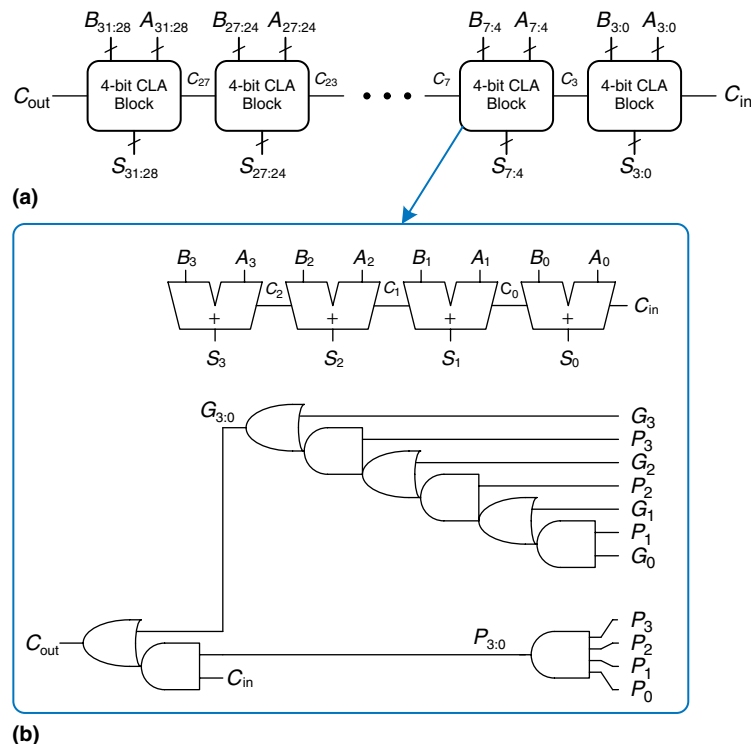 B31:28 A31:28 B27:24 A27:24 B7:4 A7:4 B3:0 A3:0
Cout 4-bit CLA Block C27 4-bit CLA Block C23 • • • C7 4-bit CLA Block C3 4-bit CLA Block Cin
S31:28 S27:24 S7:4 S3:0
(a)
B3 A3 B2 A2 B1 A1 B0 A0
C2 C1 C0 Cin
+ + + +
S3 S2 S1 S0
G3:0 G3
P3
G2
P2
G1
P1
G0
P3
Cout P3:0 P2
P1
Cin P0
(b)